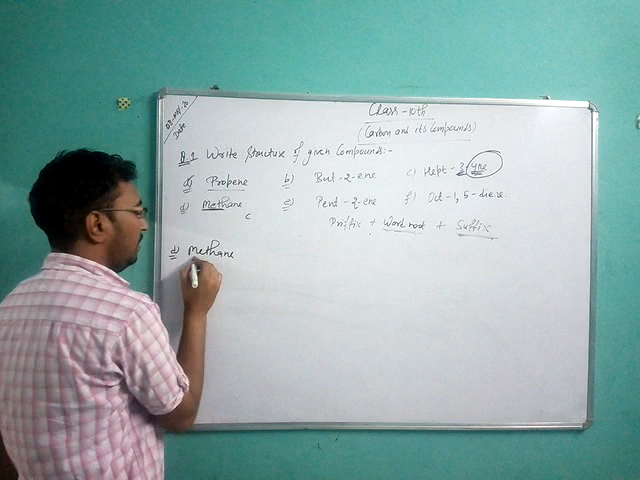 Date
Class - 10th
(Carbon and its Compounds)
Q.1 Write Structure of given Compounds:-
a) Propene b) But-2-ene c) Hept-3-yne
d) Methane e) Pent-2-ene f) Oct-1,5-diene.
C
Priffix + Word root + Suffix
d) Methane